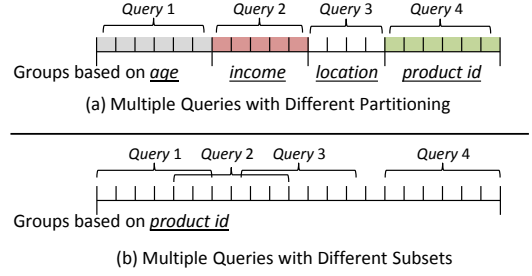 Query 1 Query 2 Query 3 Query 4
Groups based on age income location product id
(a) Multiple Queries with Different Partitioning
Query 1 Query 2 Query 3 Query 4
Groups based on product id
(b) Multiple Queries with Different Subsets